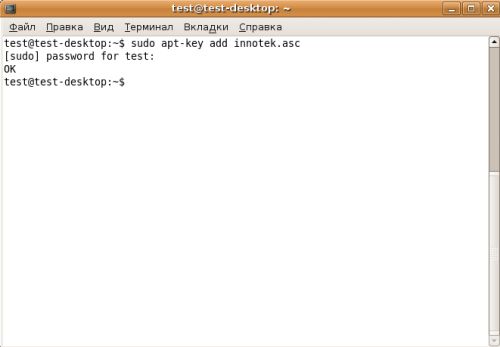 test@test-desktop: ~
Файл Правка Вид Терминал Вкладки Справка
test@test-desktop:~$ sudo apt-key add innotek.asc
[sudo] password for test:
OK
test@test-desktop:~$